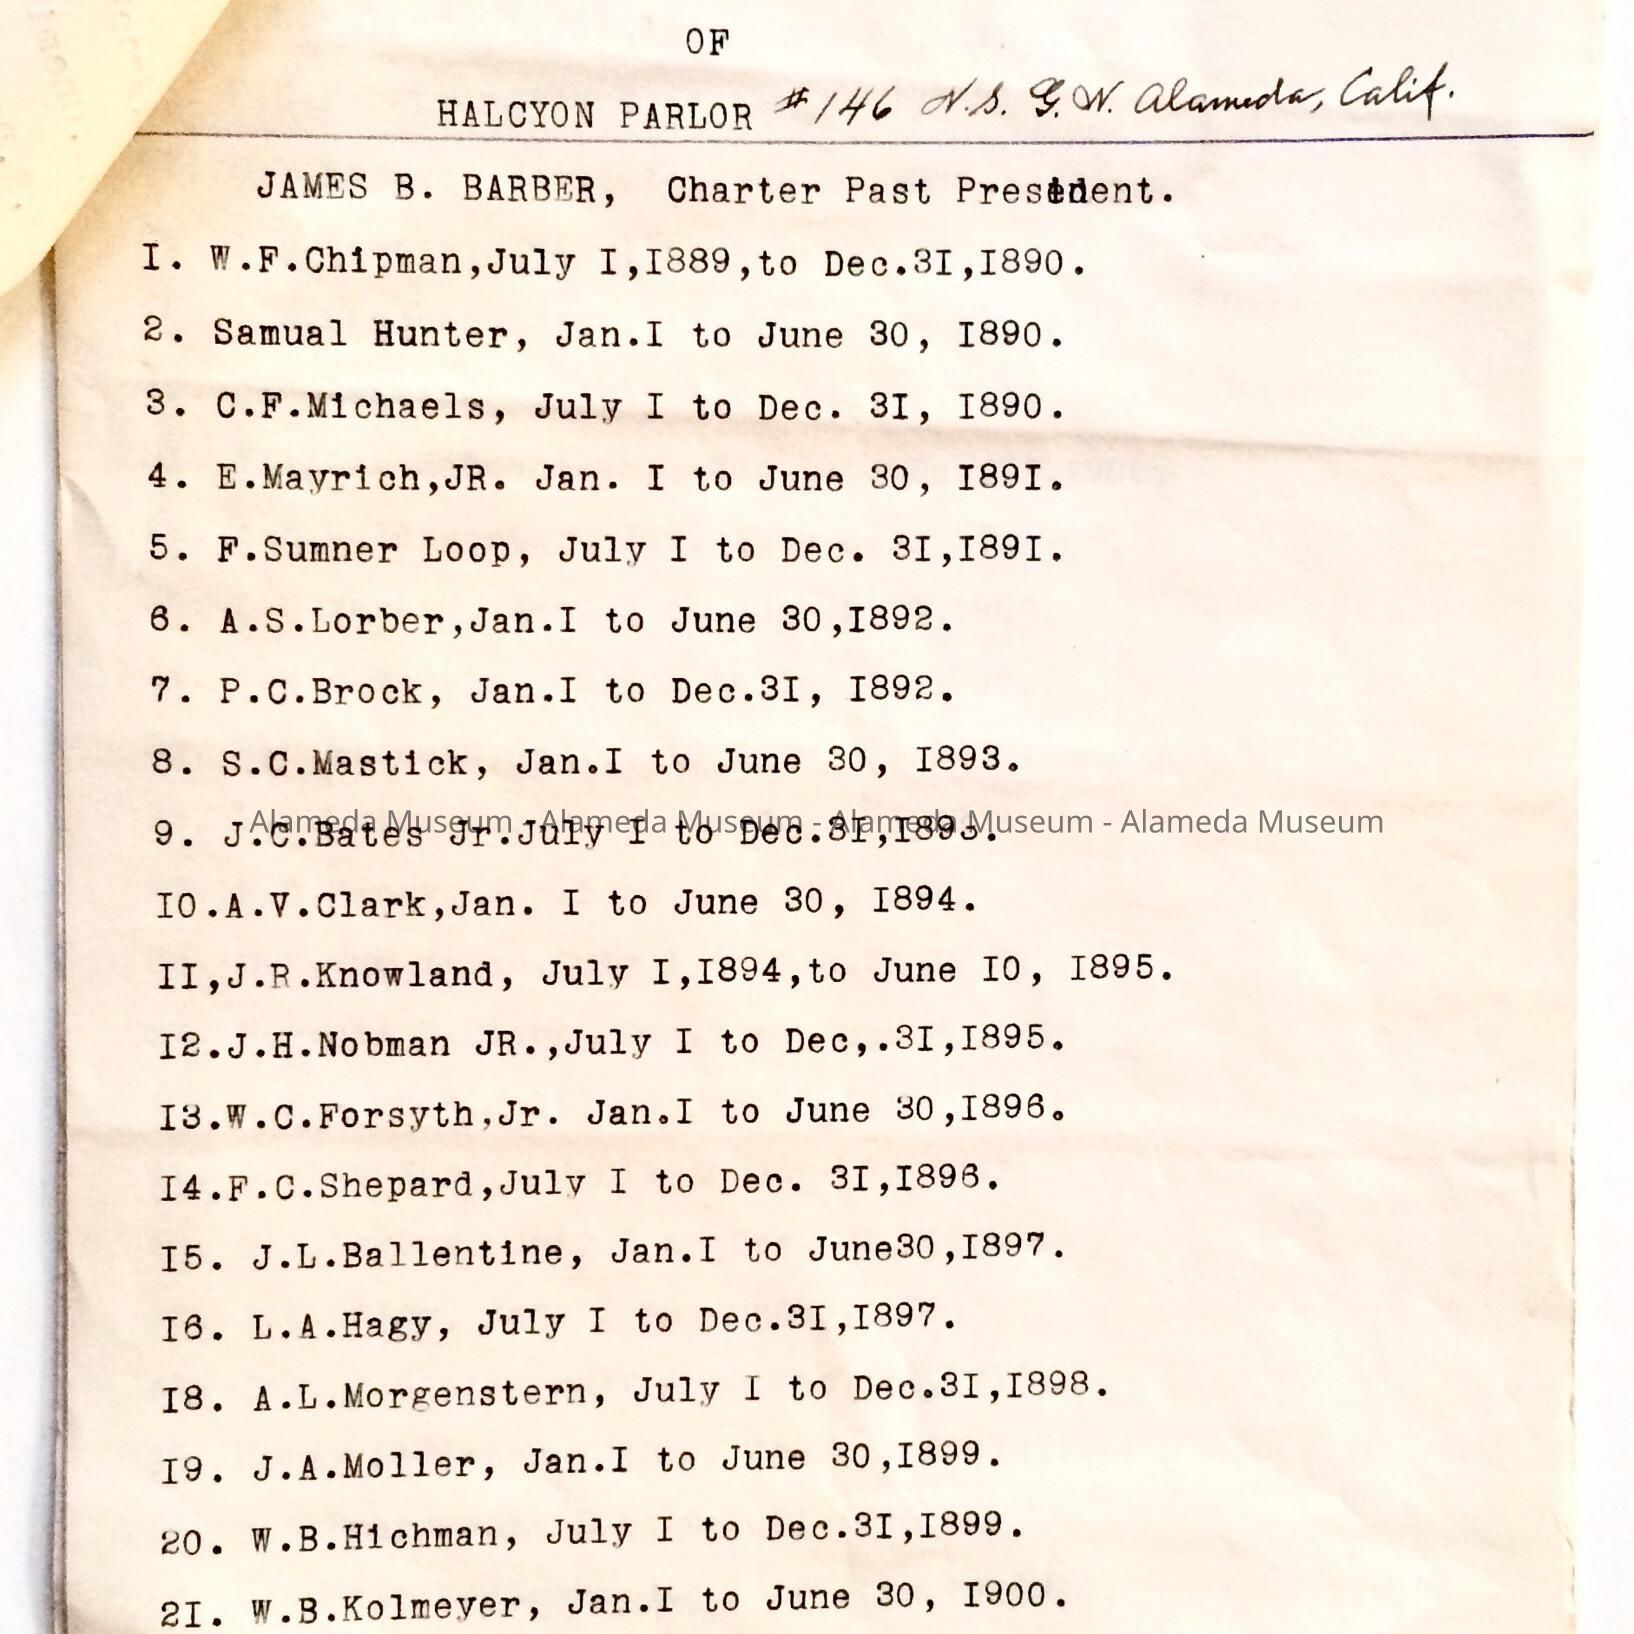 OF
HALCYON PARLOR #146 N.S.G.W. Alameda, Calif.
JAMES B. BARBER, Charter Past President.
I. W.F.Chipman,July I,I889,to Dec.3I,I890.
2. Samual Hunter, Jan.I to June 30, I890.
3. C.F.Michaels, July I to Dec. 3I, I890.
4. E.Mayrich,JR. Jan. I to June 30, I89I.
5. F.Sumner Loop, July I to Dec. 3I,I89I.
6. A.S.Lorber,Jan.I to June 30,I892.
7. P.C.Brock, Jan.I to Dec.3I, I892.
8. S.C.Mastick, Jan.I to June 30, I893.
Alameda Museum - Alameda Museum - Alameda Museum - Alameda Museum
9. J.C.Bates Jr.July I to Dec.3I,I893.
IO.A.V.Clark,Jan. I to June 30, I894.
II,J.R.Knowland, July I,I894,to June IO, I895.
I2.J.H.Nobman JR.,July I to Dec,.3I,I895.
I3.W.C.Forsyth,Jr. Jan.I to June 30,I896.
I4.F.C.Shepard,July I to Dec. 3I,I896.
I5. J.L.Ballentine, Jan.I to June30,I897.
I6. L.A.Hagy, July I to Dec.3I,I897.
I8. A.L.Morgenstern, July I to Dec.3I,I898.
I9. J.A.Moller, Jan.I to June 30,I899.
20. W.B.Hichman, July I to Dec.3I,I899.
2I. W.B.Kolmeyer, Jan.I to June 30, I900.